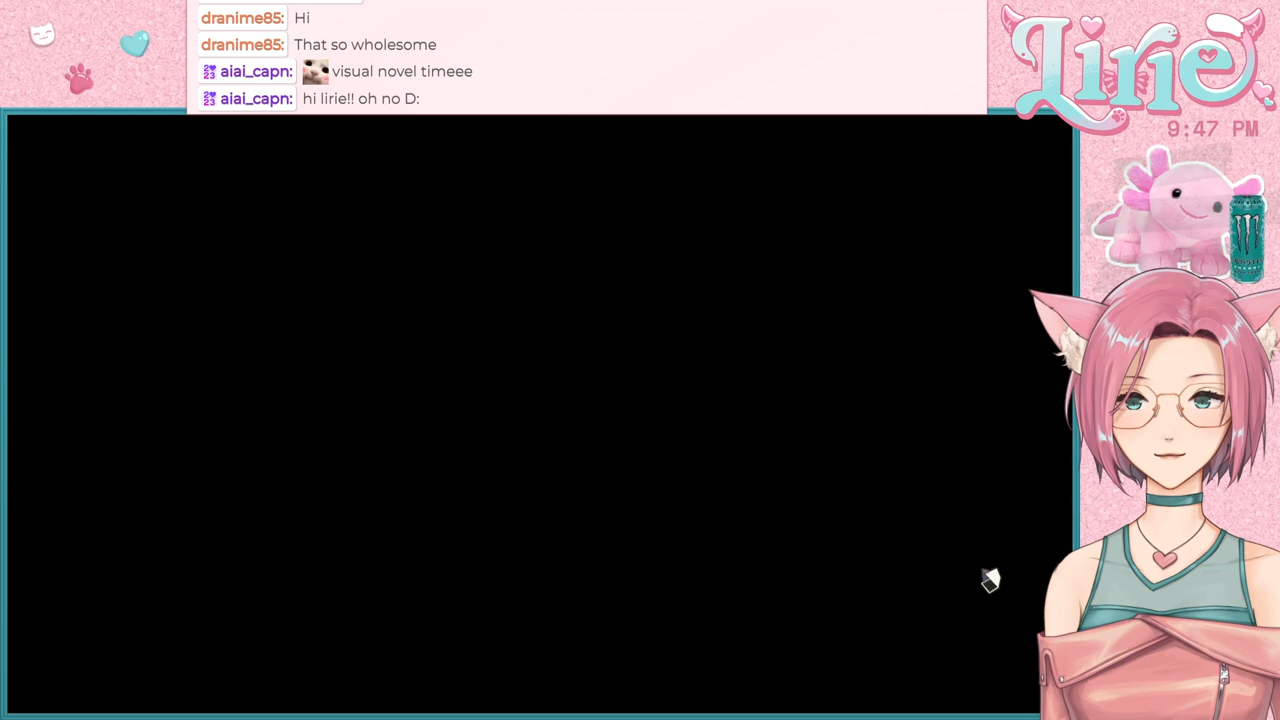 dranime85: Hi
dranime85: That so wholesome
aiai_capn: visual novel timeee
aiai_capn: hi lirie!! oh no D:
Lirie
9:47 PM